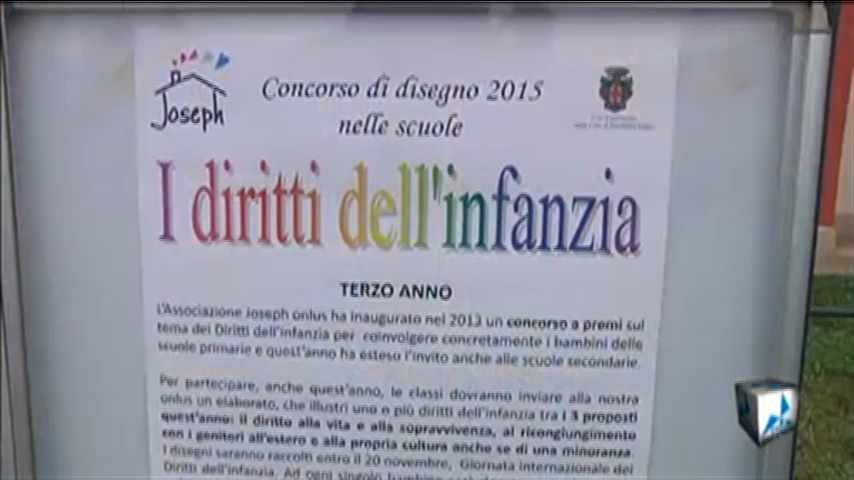 Joseph
Concorso di disegno 2015
nelle scuole
I diritti dell'infanzia
TERZO ANNO
L'Associazione Joseph onlus ha inaugurato nel 2013 un concorso a premi sul
tema dei Diritti dell'infanzia per coinvolgere concretamente i bambini delle
scuole primarie e quest'anno ha esteso l'invito anche alle scuole secondarie.
Per partecipare, anche quest'anno, le classi dovranno inviare alla nostra
onlus un elaborato, che illustri uno o più diritti dell'infanzia tra i 3 proposti
quest'anno: il diritto alla vita e alla sopravvivenza, al ricongiungimento
con i genitori all'estero e alla propria cultura anche se di una minoranza.
I disegni saranno raccolti entro il 20 novembre, Giornata internazionale dei
Diritti dell'infanzia. Ad ogni singolo bambino